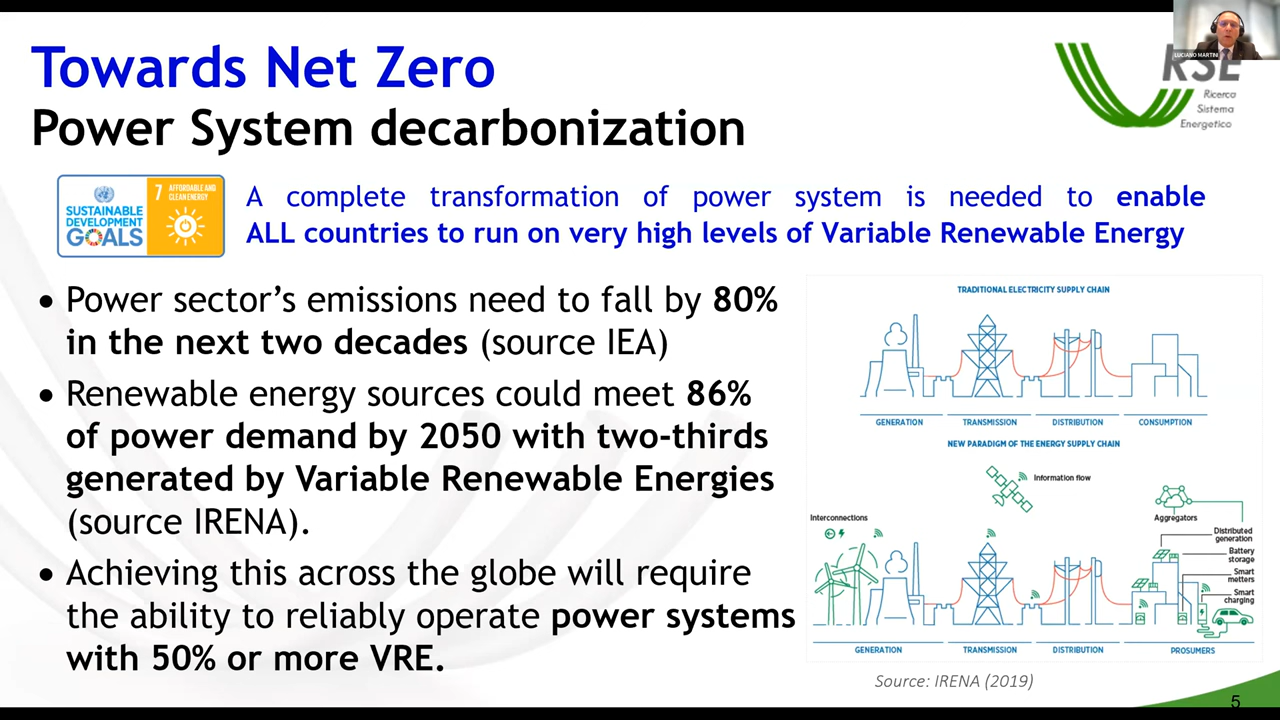 Towards Net Zero
Power System decarbonization
LUCIANO MARTINI
RSE
Ricerca
Sistema
Energetico
SUSTAINABLE
DEVELOPMENT
GOALS
7 AFFORDABLE AND
CLEAN ENERGY
A complete transformation of power system is needed to enable
ALL countries to run on very high levels of Variable Renewable Energy
• Power sector's emissions need to fall by 80%
in the next two decades (source IEA)
• Renewable energy sources could meet 86%
of power demand by 2050 with two-thirds
generated by Variable Renewable Energies
(source IRENA).
• Achieving this across the globe will require
the ability to reliably operate power systems
with 50% or more VRE.
TRADITIONAL ELECTRICITY SUPPLY CHAIN
GENERATION TRANSMISSION DISTRIBUTION CONSUMPTION
NEW PARADIGM OF THE ENERGY SUPPLY CHAIN
Information flow
Interconnections
Aggregators
Distributed
generation
Battery
storage
Smart
metters
Smart
charging
GENERATION TRANSMISSION DISTRIBUTION PROSUMERS
Source: IRENA (2019)
5